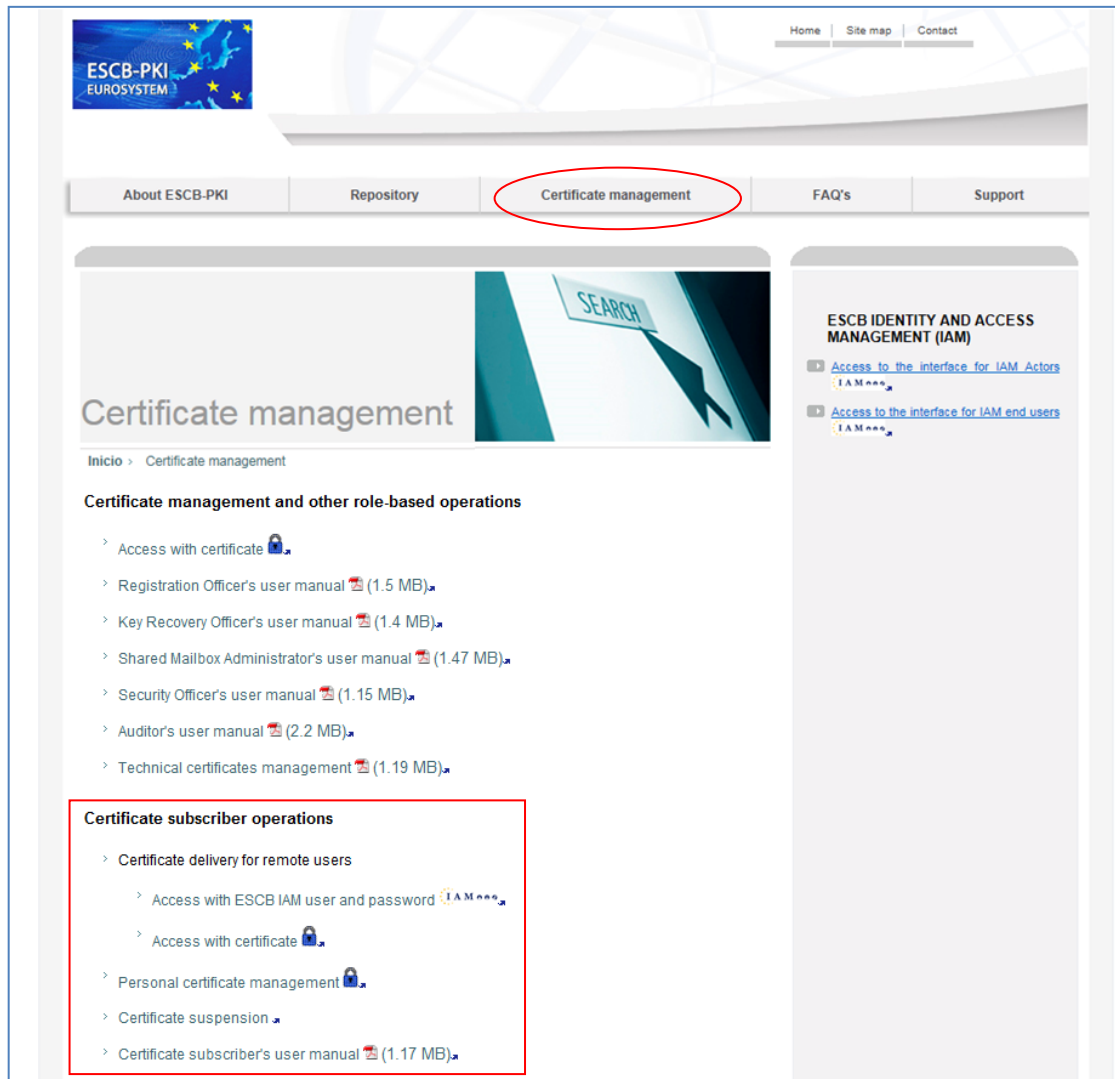 Home | Site map | Contact
ESCB-PKI
EUROSYSTEM
About ESCB-PKI
Repository
Certificate management
FAQ's
Support
SEARCH
Certificate management
Inicio › Certificate management
Certificate management and other role-based operations
Access with certificate
Registration Officer's user manual (1.5 MB)
Key Recovery Officer's user manual (1.4 MB)
Shared Mailbox Administrator's user manual (1.47 MB)
Security Officer's user manual (1.15 MB)
Auditor's user manual (2.2 MB)
Technical certificates management (1.19 MB)
Certificate subscriber operations
Certificate delivery for remote users
Access with ESCB IAM user and password IAM
Access with certificate
Personal certificate management
Certificate suspension
Certificate subscriber's user manual (1.17 MB)
ESCB IDENTITY AND ACCESS
MANAGEMENT (IAM)
Access to the interface for IAM Actors
IAM
Access to the interface for IAM end users
IAM